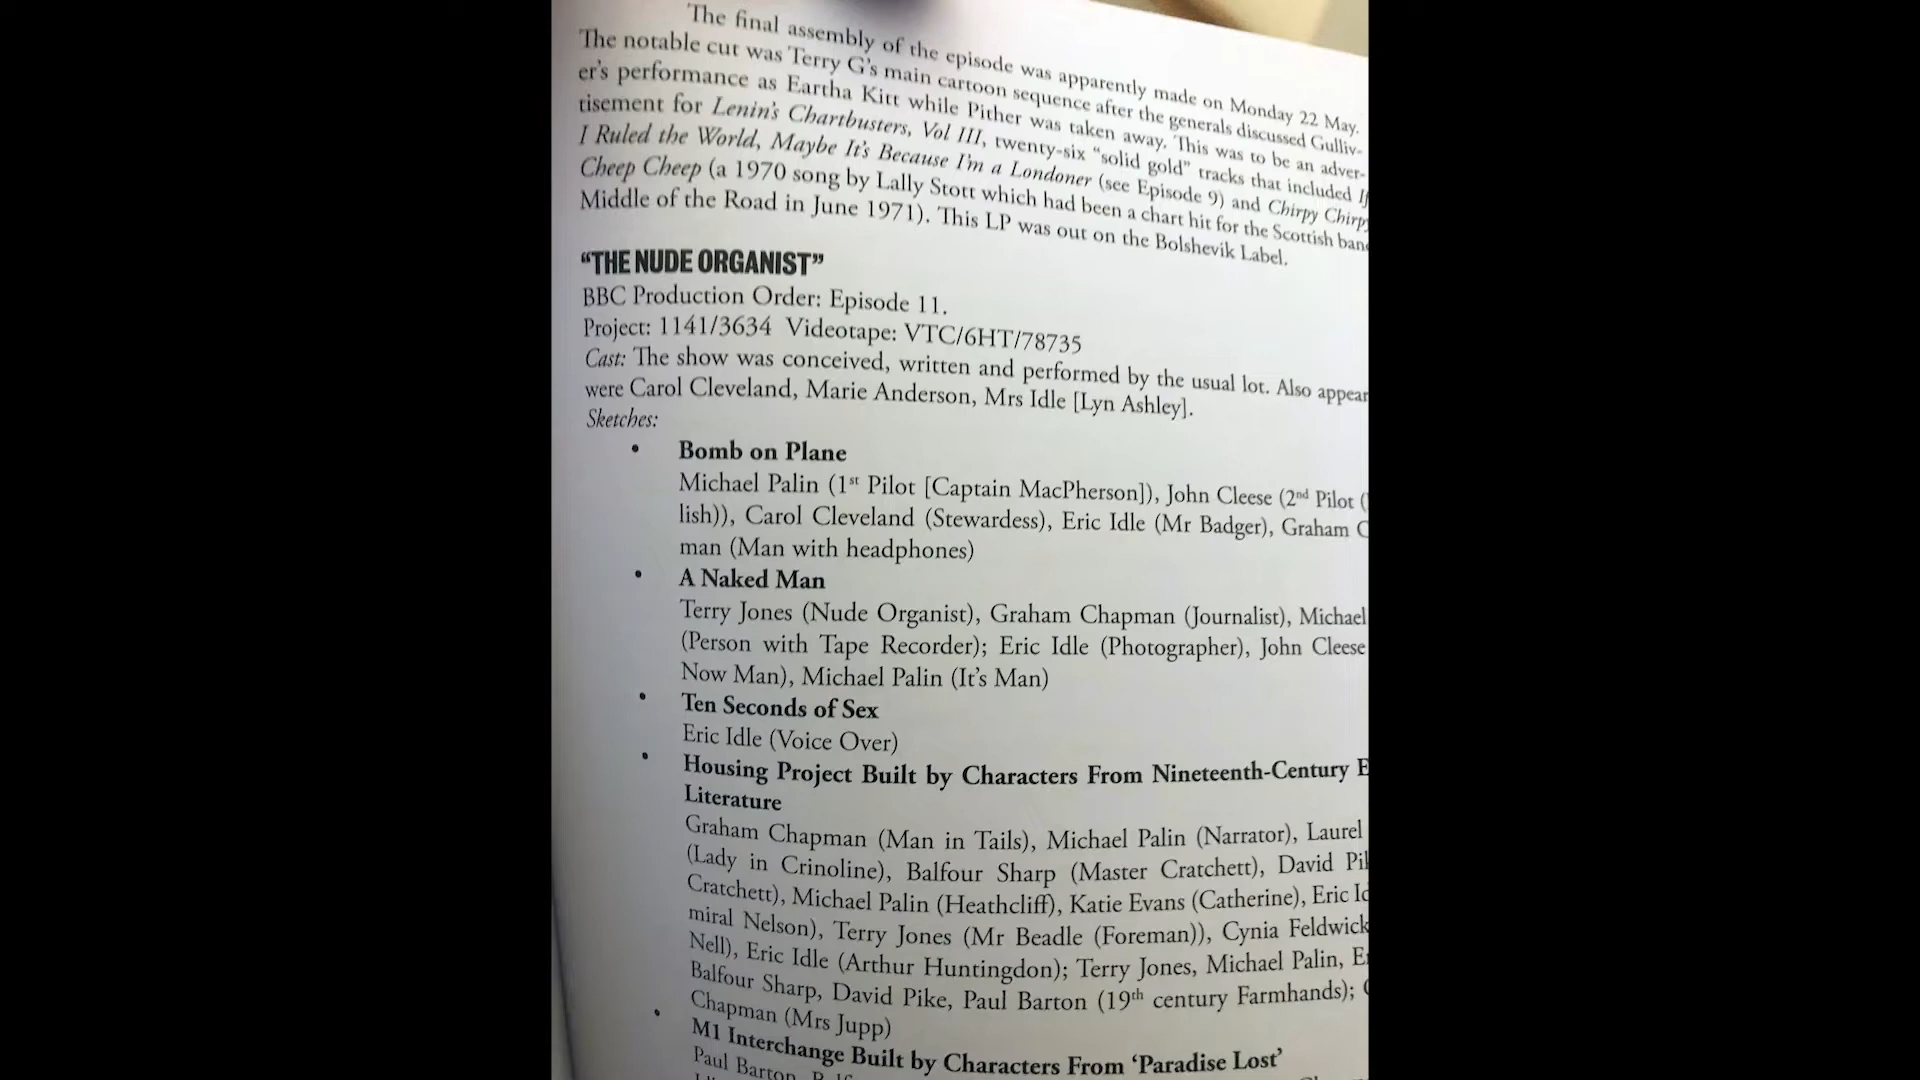 The final assembly of the episode was apparently made on Monday 22 May.
The notable cut was Terry G's main cartoon sequence after the generals discussed Gulliv-
er's performance as Eartha Kitt while Pither was taken away. This was to be an adver-
tisement for Lenin's Chartbusters, Vol III, twenty-six “solid gold” tracks that included If
I Ruled the World, Maybe It's Because I'm a Londoner (see Episode 9) and Chirpy Chirpy
Cheep Cheep (a 1970 song by Lally Stott which had been a chart hit for the Scottish
Middle of the Road in June 1971). This LP was out on the Bolshevik Label.
“THE NUDE ORGANIST”
BBC Production Order: Episode 11.
Project: 1141/3634 Videotape: VTC/6HT/78735
Cast: The show was conceived, written and performed by the usual lot. Also appear
were Carol Cleveland, Marie Anderson, Mrs Idle [Lyn Ashley].
Sketches:
• Bomb on Plane
Michael Palin (1st Pilot [Captain MacPherson]), John Cleese (2nd Pilot (
lish)), Carol Cleveland (Stewardess), Eric Idle (Mr Badger), Graham C
man (Man with headphones)
• A Naked Man
Terry Jones (Nude Organist), Graham Chapman (Journalist), Michael
(Person with Tape Recorder); Eric Idle (Photographer), John Cleese
Now Man), Michael Palin (It's Man)
• Ten Seconds of Sex
Eric Idle (Voice Over)
• Housing Project Built by Characters From Nineteenth-Century E
Literature
Graham Chapman (Man in Tails), Michael Palin (Narrator), Laurel
(Lady in Crinoline), Balfour Sharp (Master Cratchett), David Pik
Cratchett), Michael Palin (Heathcliff), Katie Evans (Catherine), Eric Id
miral Nelson), Terry Jones (Mr Beadle (Foreman)), Cynia Feldwick
Nell), Eric Idle (Arthur Huntingdon); Terry Jones, Michael Palin, Er
Balfour Sharp, David Pike, Paul Barton (19th century Farmhands); G
Chapman (Mrs Jupp)
• M1 Interchange Built by Characters From ‘Paradise Lost’
Paul Barton,